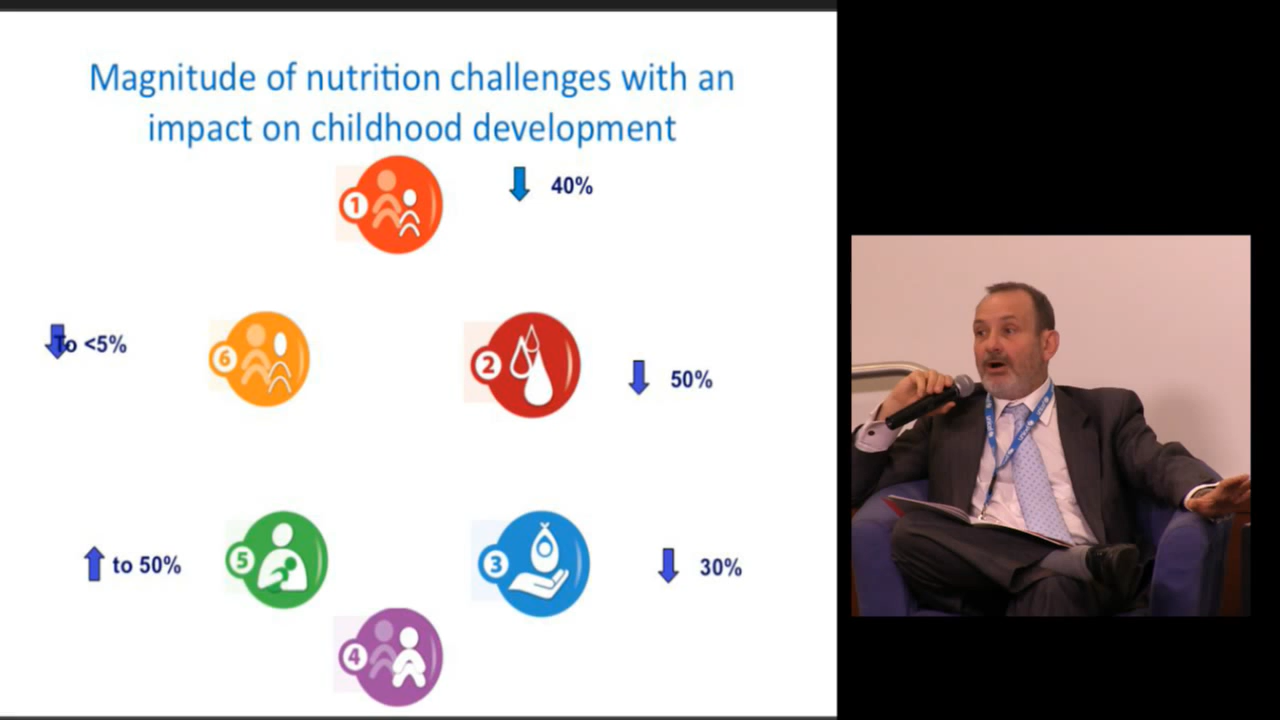 Magnitude of nutrition challenges with an
impact on childhood development
1
40%
To <5%
6
2
50%
to 50%
5
3
30%
4
unicef